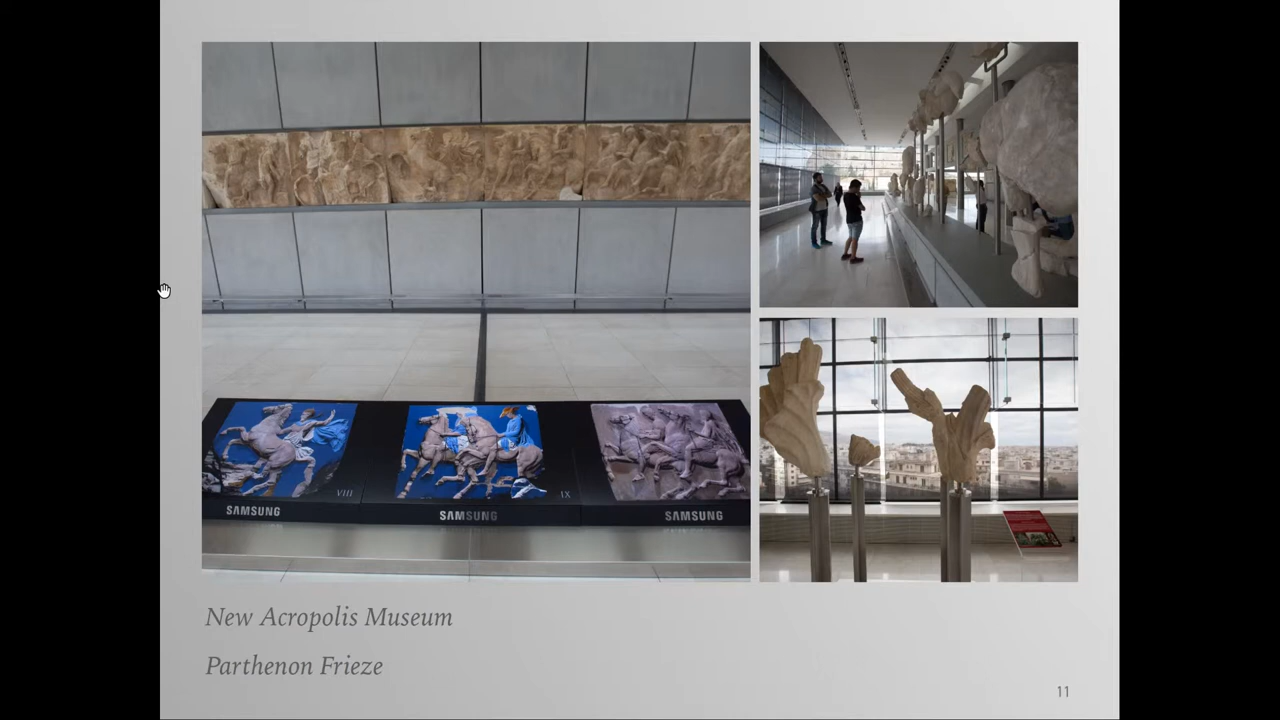 VIII
IX
SAMSUNG
SAMSUNG
SAMSUNG
New Acropolis Museum
Parthenon Frieze
11